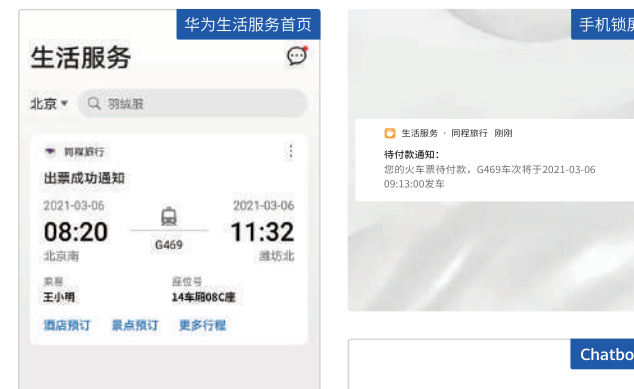 华为生活服务首页
生活服务
北京
羽绒服
同程旅行
出票成功通知
2021-03-06
2021-03-06
08:20
11:32
G469
北京南
潍坊北
座位号
王小明
14车厢08C座
酒店预订
景点预订
更多行程
手机锁屏
生活服务 · 同程旅行 刚刚
待付款通知：
您的火车票待付款，G469车次将于2021-03-06
09:13:00发车
Chatbo